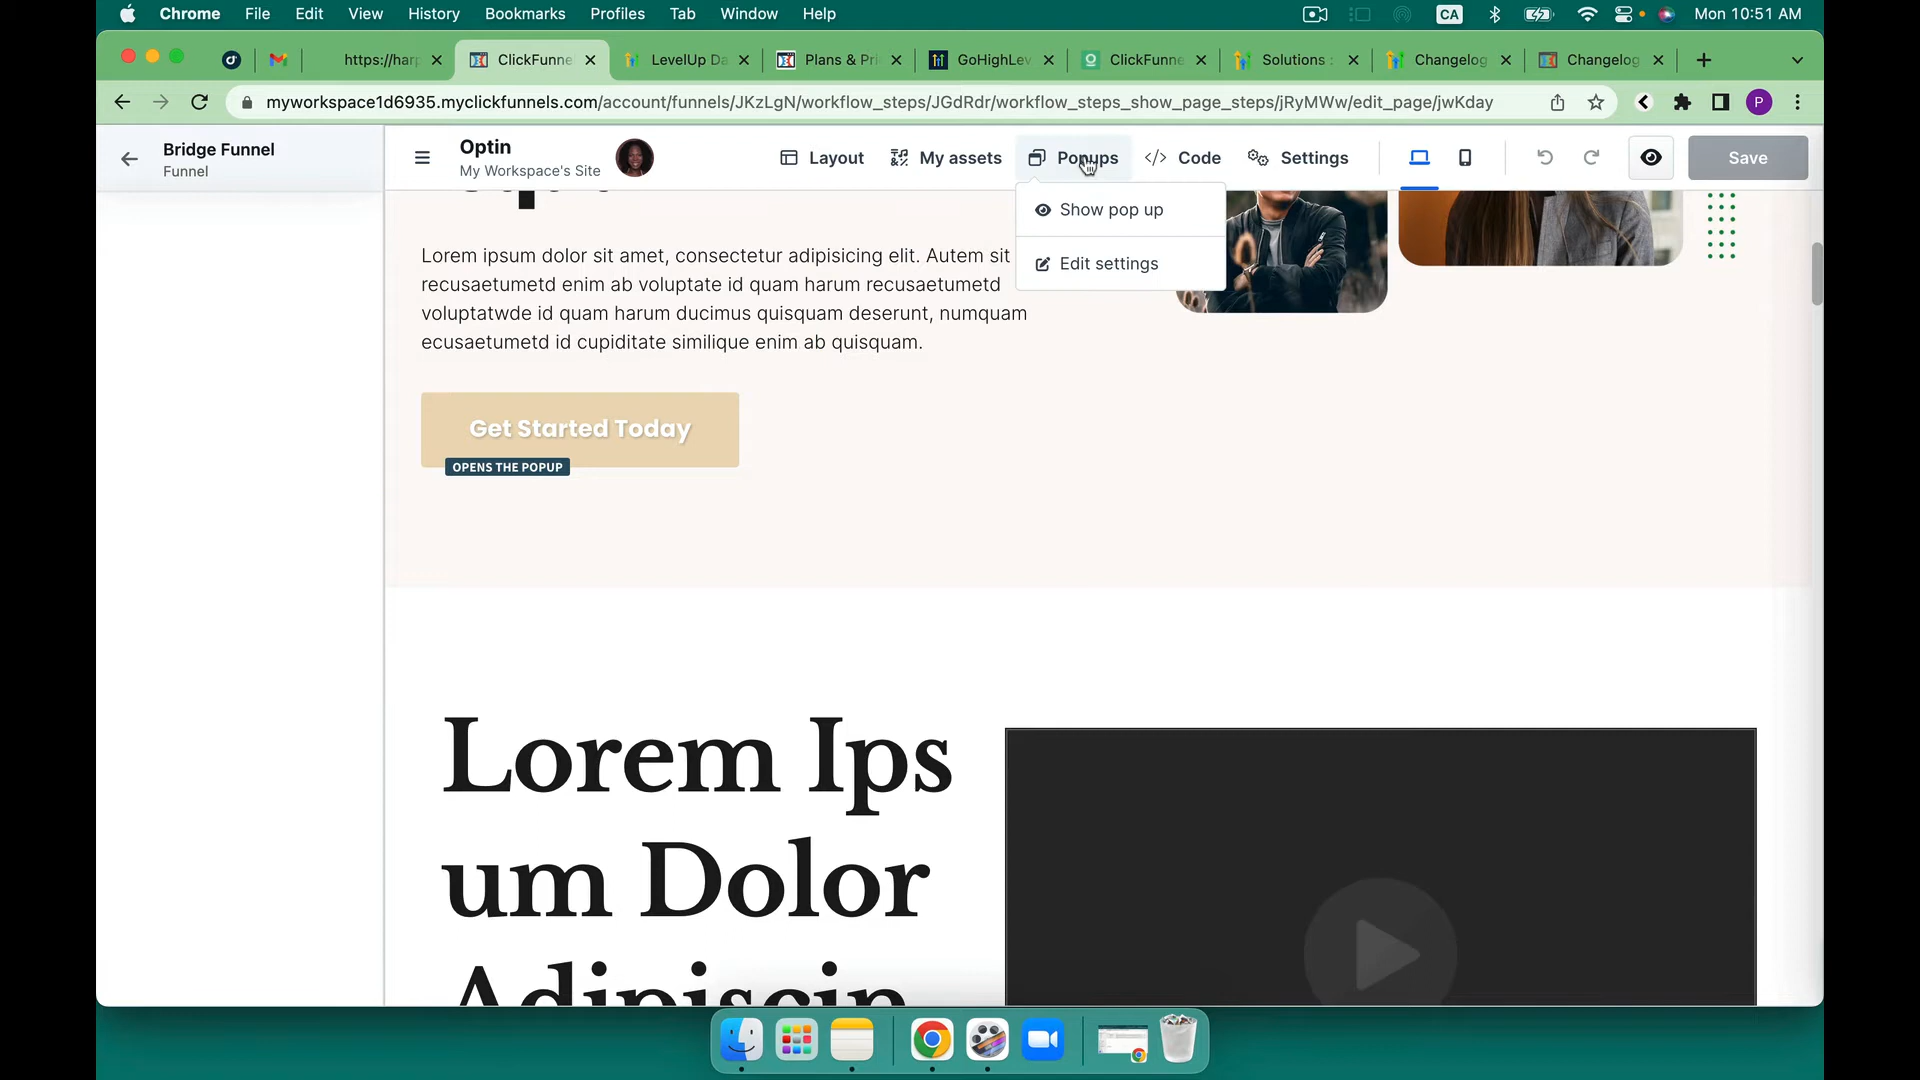 Chrome File Edit View History Bookmarks Profiles Tab Window Help CA Mon 10:51 AM
https://harp ClickFunne LevelUp Da Plans & Pri GoHighLev ClickFunne Solutions : Changelog Changelog
myworkspace1d6935.myclickfunnels.com/account/funnels/JKzLgN/workflow_steps/JGdRdr/workflow_steps_show_page_steps/jRyMWw/edit_page/jwKday P
Bridge Funnel
Funnel
Optin
My Workspace's Site
Layout My assets Popups Code Settings Save
Show pop up
Edit settings
Lorem ipsum dolor sit amet, consectetur adipisicing elit. Autem sit
recusaetumetd enim ab voluptate id quam harum recusaetumetd
voluptatwde id quam harum ducimus quisquam deserunt, numquam
ecusaetumetd id cupiditate similique enim ab quisquam.
Get Started Today
OPENS THE POPUP
Lorem Ips
um Dolor
Adipiscin